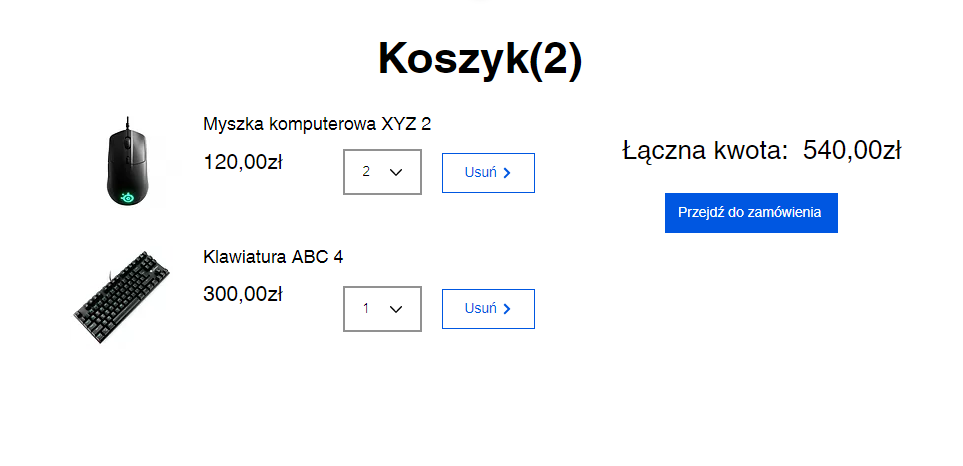 Koszyk(2)
Myszka komputerowa XYZ 2
120,00zł
2
Usuń
Klawiatura ABC 4
300,00zł
1
Usuń
Łączna kwota: 540,00zł
Przejdź do zamówienia